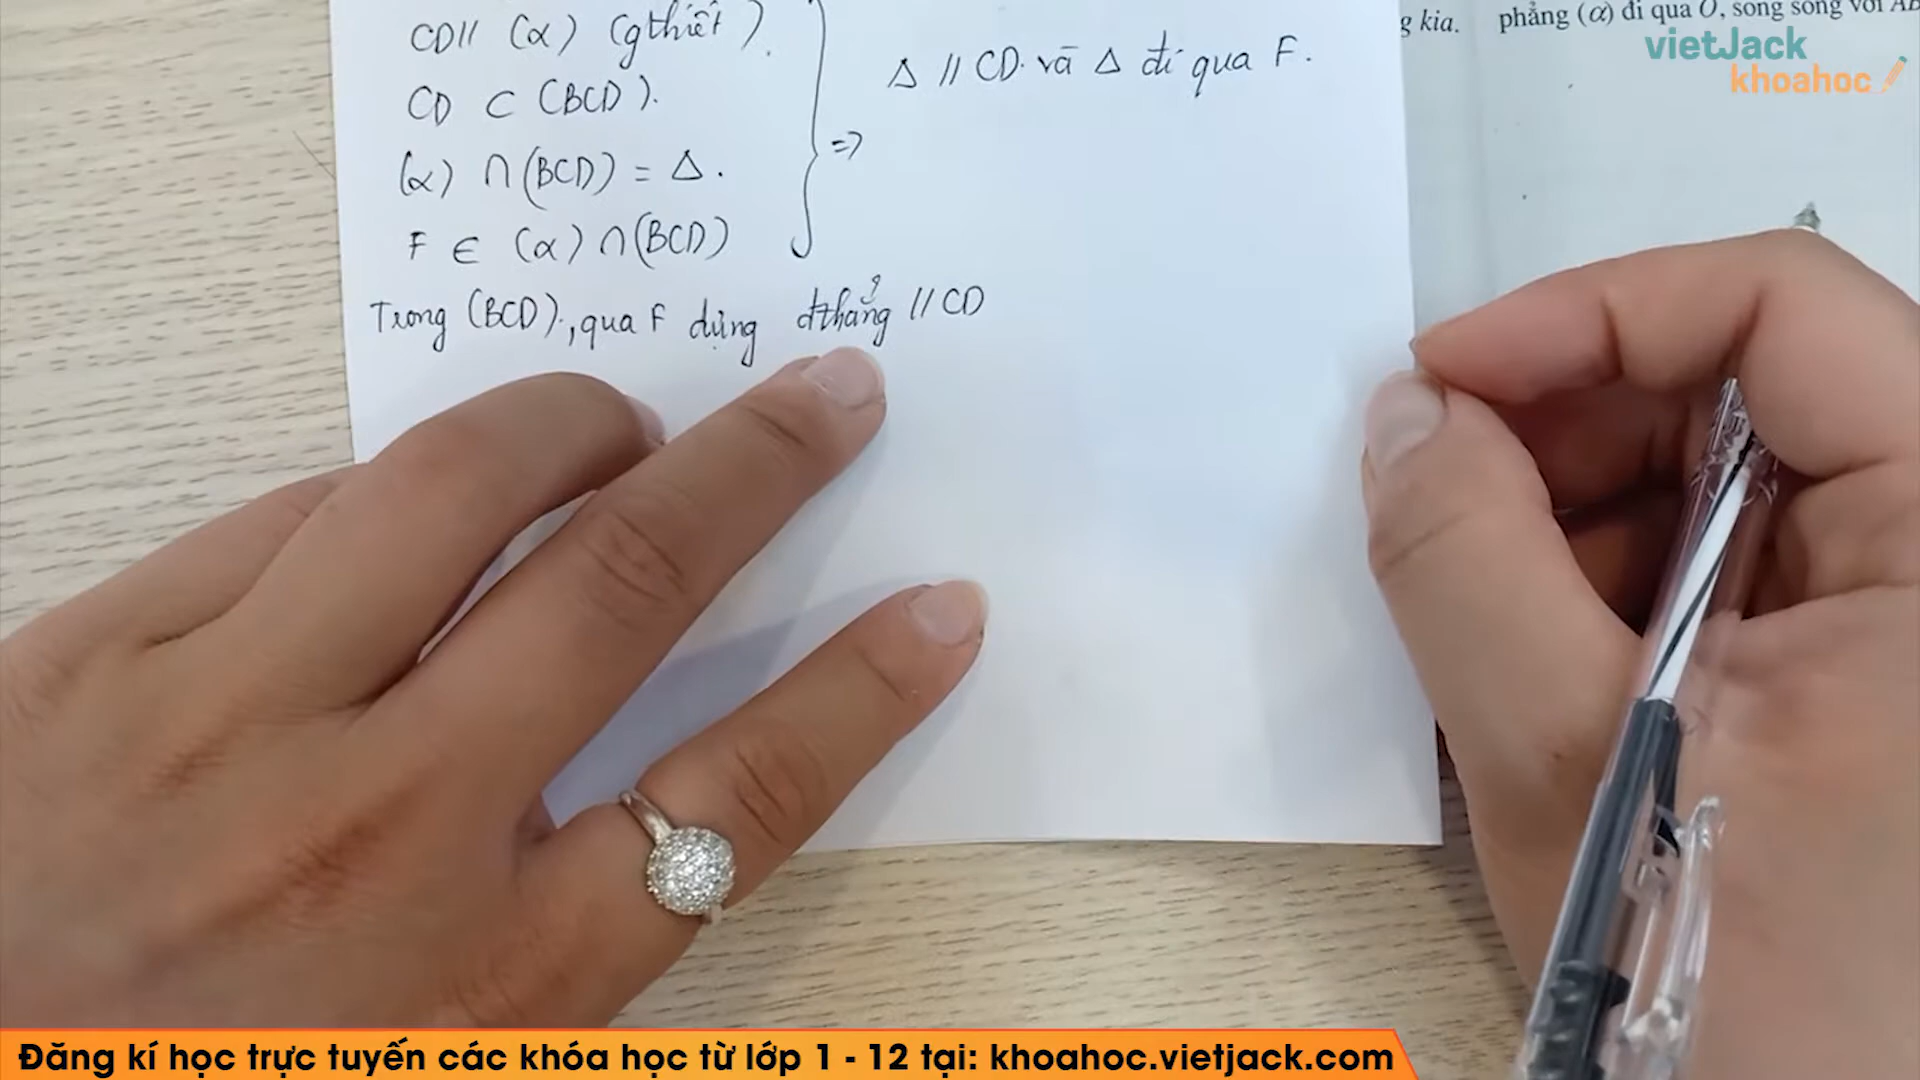 CD // (α) (gthiết).
CD ⊂ (BCD).
(α) ∩ (BCD) = Δ.
F ∈ (α) ∩ (BCD)
=>
Δ // CD và Δ đi qua F.
Trong (BCD), qua F dựng đthẳng // CD
g kia.
phẳng (α) đi qua O, song song với AB
vietJack
khoahoc
Đăng kí học trực tuyến các khóa học từ lớp 1 - 12 tại: khoahoc.vietjack.com